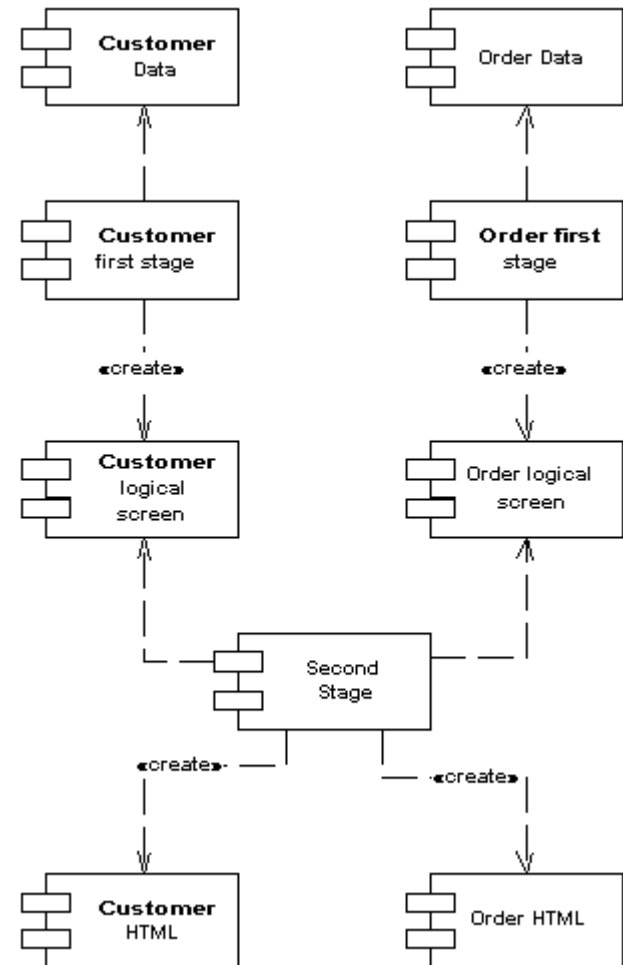 Customer
Data
Order Data
Customer
first stage
Order first
stage
«create»
«create»
Customer
logical
screen
Order logical
screen
Second
Stage
«create»
«create»
Customer
HTML
Order HTML